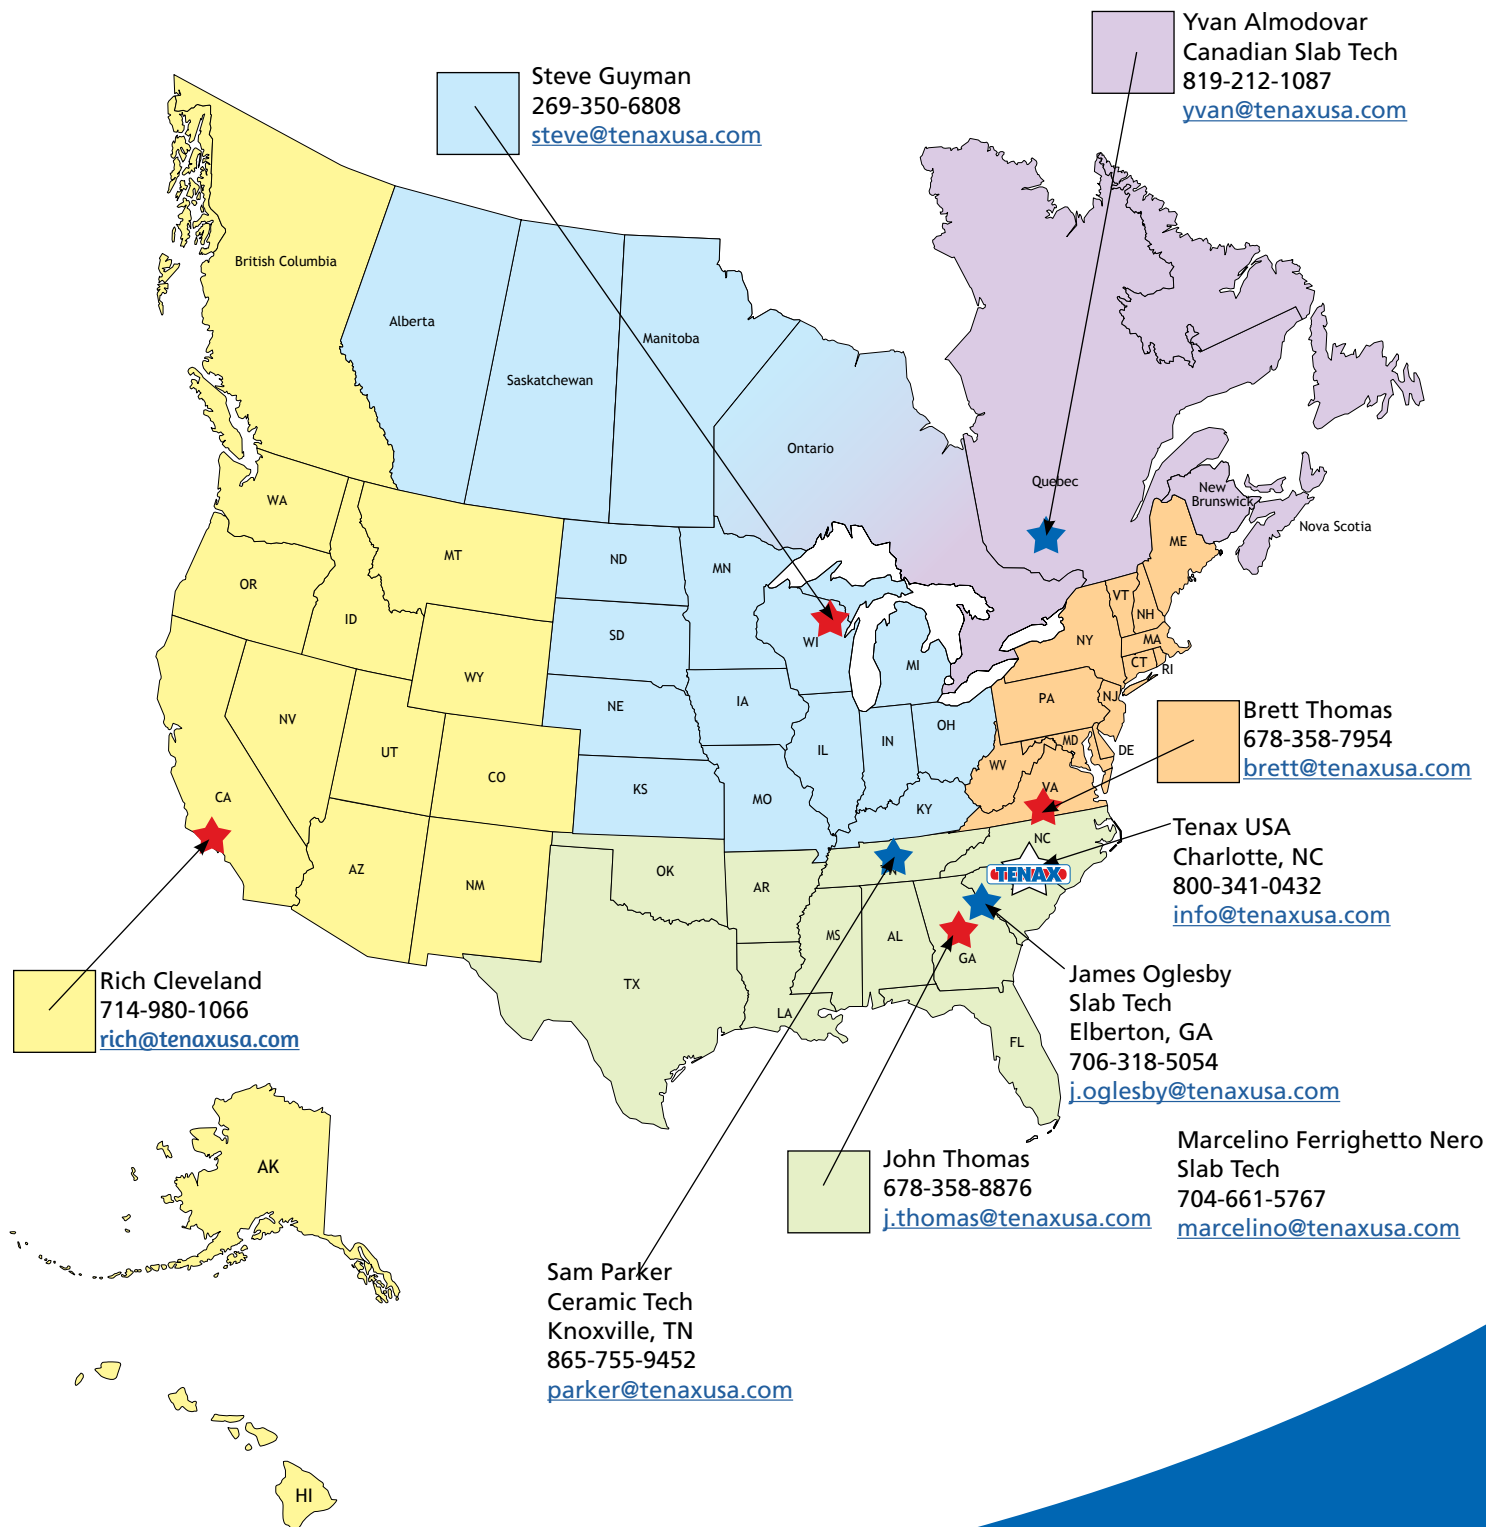 Yvan Almodovar
Canadian Slab Tech
819-212-1087
yvan@tenaxusa.com
Steve Guyman
269-350-6808
steve@tenaxusa.com
British Columbia
Alberta
Saskatchewan
Manitoba
Ontario
Quebec
New
Brunswick
Nova Scotia
WA
OR
ID
MT
WY
NV
UT
CO
CA
AZ
NM
ND
SD
NE
KS
MN
IA
MO
WI
IL
MI
IN
OH
KY
ME
VT
NH
NY
MA
CT
RI
PA
NJ
MD
DE
WV
VA
NC
OK
AR
TX
LA
MS
AL
GA
FL
TENAX
Brett Thomas
678-358-7954
brett@tenaxusa.com
Tenax USA
Charlotte, NC
800-341-0432
info@tenaxusa.com
Rich Cleveland
714-980-1066
rich@tenaxusa.com
James Oglesby
Slab Tech
Elberton, GA
706-318-5054
j.oglesby@tenaxusa.com
John Thomas
678-358-8876
j.thomas@tenaxusa.com
Marcelino Ferrighetto Nero
Slab Tech
704-661-5767
marcelino@tenaxusa.com
Sam Parker
Ceramic Tech
Knoxville, TN
865-755-9452
parker@tenaxusa.com
AK
HI